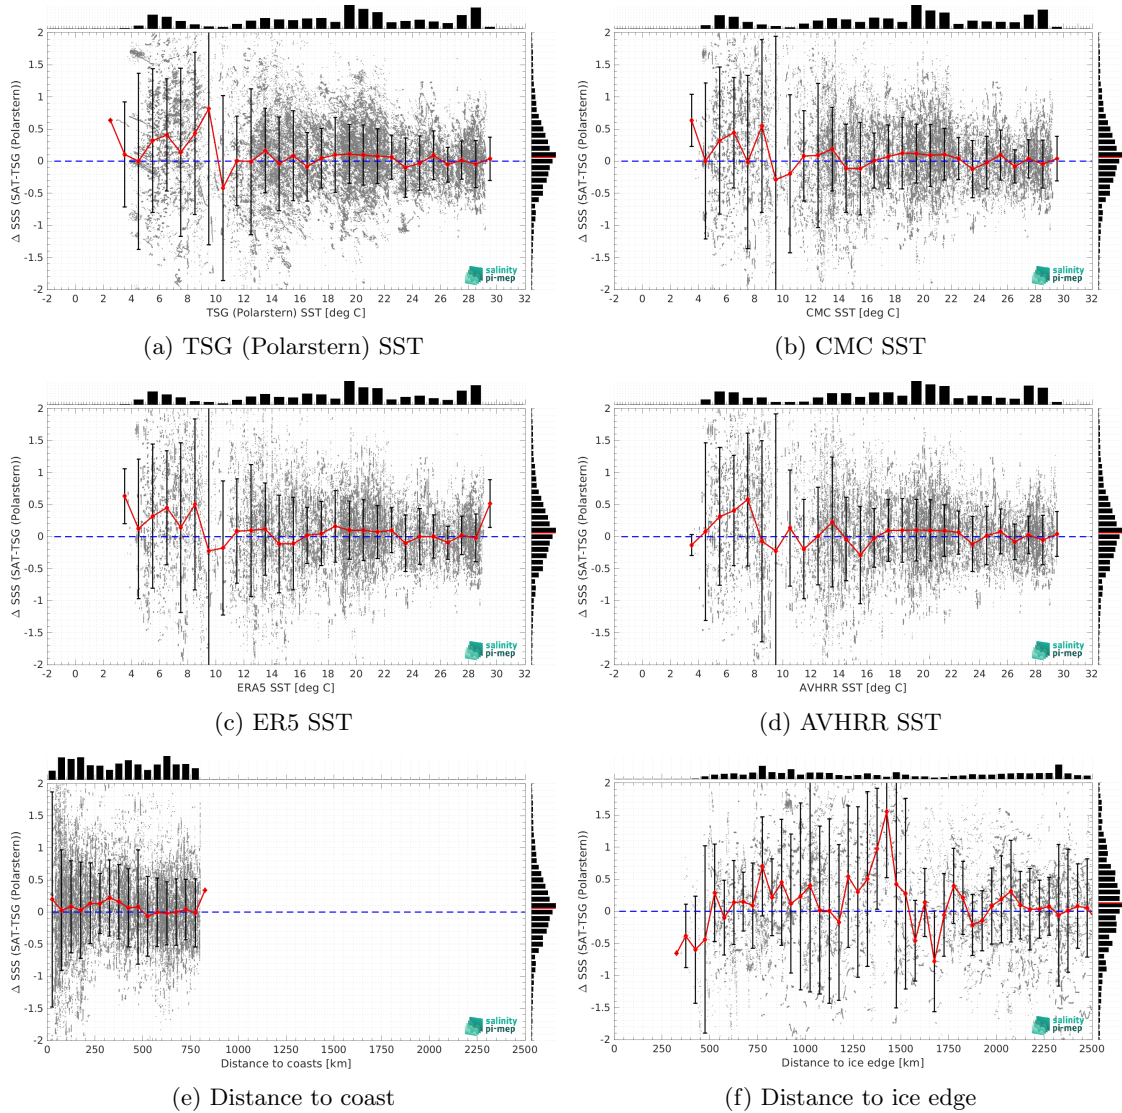 2
1.5
1
0.5
0
-0.5
-1
-1.5
-2
Δ SSS (SAT-TSG (Polarstern))
salinity
pi-mep
-2 0 2 4 6 8 10 12 14 16 18 20 22 24 26 28 30 32
TSG (Polarstern) SST [deg C]
(a) TSG (Polarstern) SST
2
1.5
1
0.5
0
-0.5
-1
-1.5
-2
Δ SSS (SAT-TSG (Polarstern))
salinity
pi-mep
-2 0 2 4 6 8 10 12 14 16 18 20 22 24 26 28 30 32
CMC SST [deg C]
(b) CMC SST
2
1.5
1
0.5
0
-0.5
-1
-1.5
-2
Δ SSS (SAT-TSG (Polarstern))
salinity
pi-mep
-2 0 2 4 6 8 10 12 14 16 18 20 22 24 26 28 30 32
ERA5 SST [deg C]
(c) ER5 SST
2
1.5
1
0.5
0
-0.5
-1
-1.5
-2
Δ SSS (SAT-TSG (Polarstern))
salinity
pi-mep
-2 0 2 4 6 8 10 12 14 16 18 20 22 24 26 28 30 32
AVHRR SST [deg C]
(d) AVHRR SST
2
1.5
1
0.5
0
-0.5
-1
-1.5
-2
Δ SSS (SAT-TSG (Polarstern))
salinity
pi-mep
0 250 500 750 1000 1250 1500 1750 2000 2250 2500
Distance to coasts [km]
(e) Distance to coast
2
1.5
1
0.5
0
-0.5
-1
-1.5
-2
Δ SSS (SAT-TSG (Polarstern))
salinity
pi-mep
0 250 500 750 1000 1250 1500 1750 2000 2250 2500
Distance to ice edge [km]
(f) Distance to ice edge